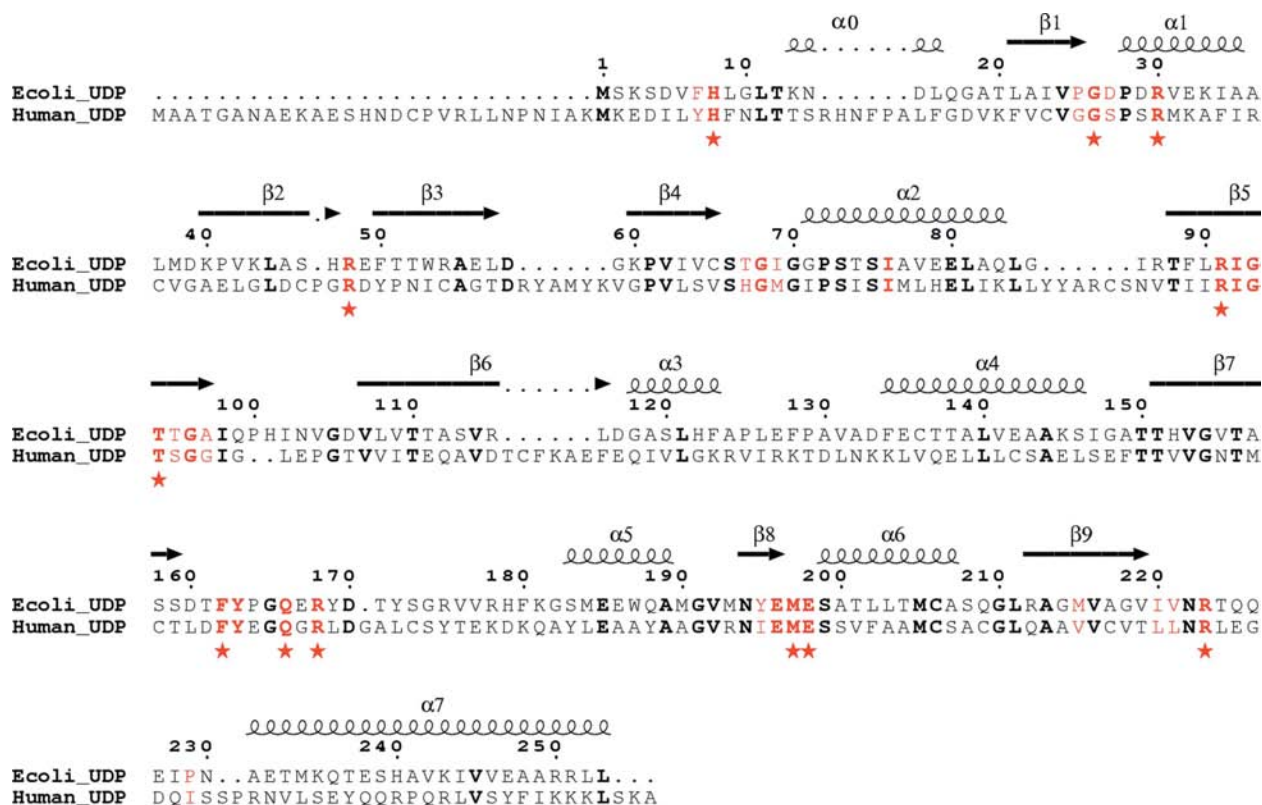 α0 β1 α1
1 10 20 30
Ecoli_UDP ............................MSKSDVFHLGLTKN......DLQGATLAIVPGDPDRVEKIAA
Human_UDP MAATGANAEKAESHNDCPVRLLNPNIAKMKEDILYHFNLTTSRHNFPALFGDVKFVCVGGSPSRMKAFIR
β2 β3 β4 α2 β5
40 50 60 70 80 90
Ecoli_UDP LMDKPVKLAS.HREFTTWRAELD......GKPVIVCSTGIGGPSTSIAVEELAQLG......IRTFLRIG
Human_UDP CVGAELGLDCPGRDYPNICAGTDRYAMYKVGPVLSVSHGMGIPSISIMLHELIKLLYYARCSNVTIIRIG
β6 α3 α4 β7
100 110 120 130 140 150
Ecoli_UDP TTGAIQPHINVGDVLVTTASVR......LDGASLHFAPLEFPAVADFECTTALVEAAKSIGATTHVGVTA
Human_UDP TSGGIG..LEPGTVVITEQAVDTCFKAEFEQIVLGKRVIRKTDLNKKLVQELLLCSAELSEFTTVVGNTM
α5 β8 α6 β9
160 170 180 190 200 210 220
Ecoli_UDP SSDTFYPGQERYD.TYSGRVVRHFKGSMEEWQAMGVMNYEMESATLLTMCASQGLRAGMVAGVIVNRTQQ
Human_UDP CTLDFYEGQGRLDGALCSYTEKDKQAYLEAAYAAGVRNIEMESSVFAAMCSACGLQAAVVCVTLLNRLEG
α7
230 240 250
Ecoli_UDP EIPN..AETMKQTESHAVKIVVEAARRLL...
Human_UDP DQISSPRNVLSEYQQRPQRLVSYFIKKKLSKA